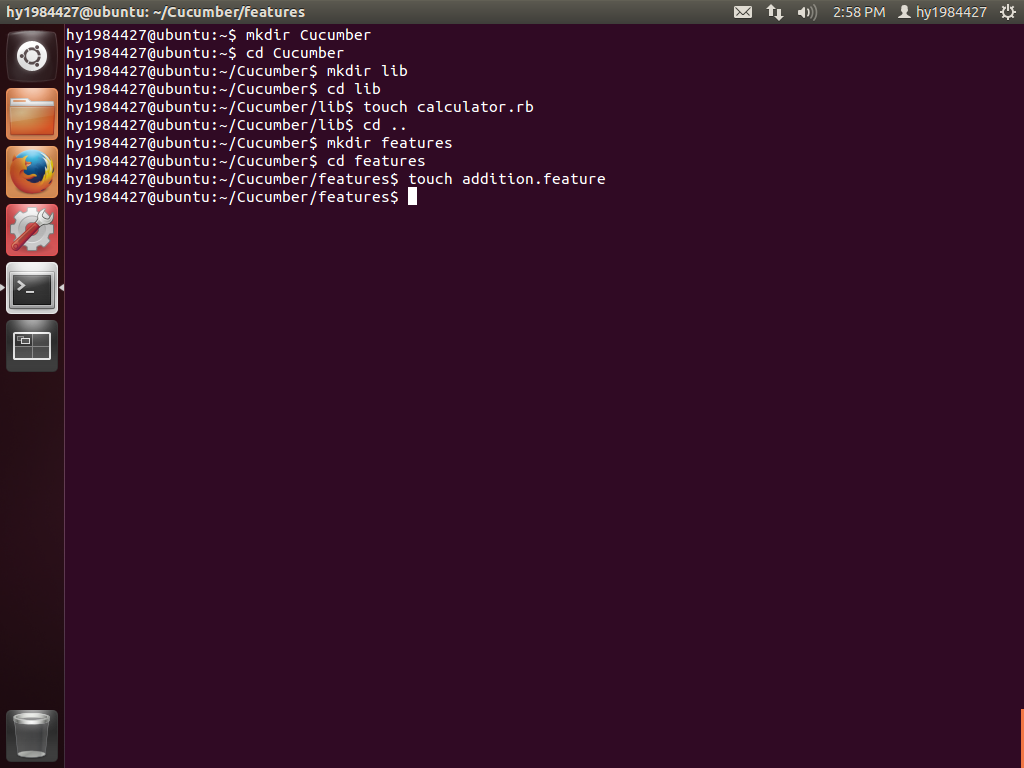 hy1984427@ubuntu: ~/Cucumber/features
2:58 PM
hy1984427
hy1984427@ubuntu:~$ mkdir Cucumber
hy1984427@ubuntu:~$ cd Cucumber
hy1984427@ubuntu:~/Cucumber$ mkdir lib
hy1984427@ubuntu:~/Cucumber$ cd lib
hy1984427@ubuntu:~/Cucumber/lib$ touch calculator.rb
hy1984427@ubuntu:~/Cucumber/lib$ cd ..
hy1984427@ubuntu:~/Cucumber$ mkdir features
hy1984427@ubuntu:~/Cucumber$ cd features
hy1984427@ubuntu:~/Cucumber/features$ touch addition.feature
hy1984427@ubuntu:~/Cucumber/features$